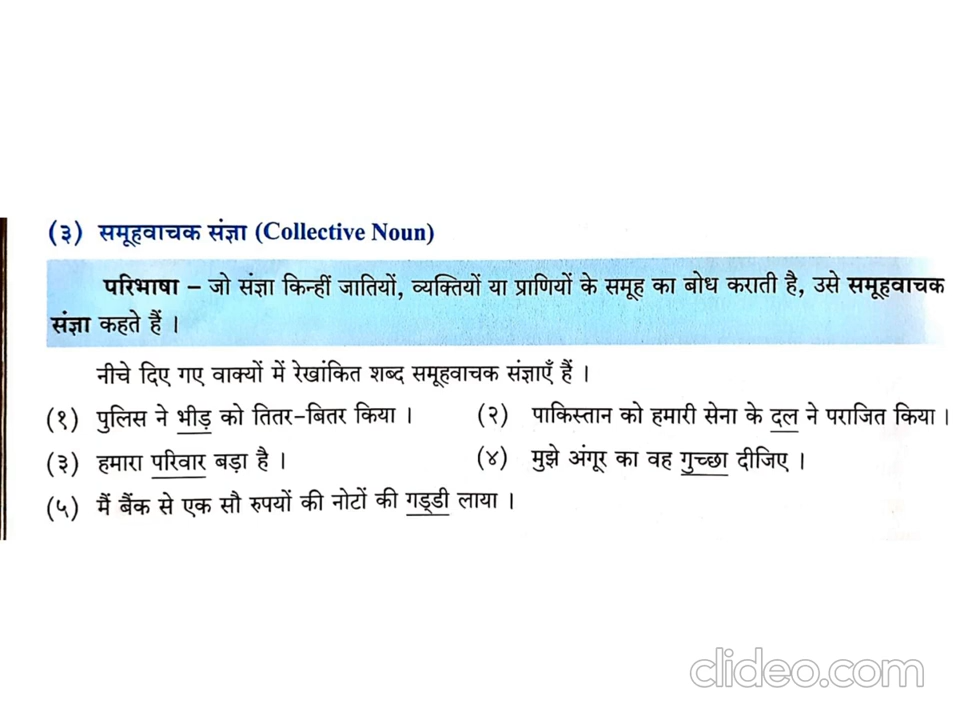 (३) समूहवाचक संज्ञा (Collective Noun)
परिभाषा – जो संज्ञा किन्हीं जातियों, व्यक्तियों या प्राणियों के समूह का बोध कराती है, उसे समूहवाचक
संज्ञा कहते हैं ।
नीचे दिए गए वाक्यों में रेखांकित शब्द समूहवाचक संज्ञाएँ हैं ।
(१) पुलिस ने भीड़ को तितर-बितर किया । (२) पाकिस्तान को हमारी सेना के दल ने पराजित किया ।
(३) हमारा परिवार बड़ा है । (४) मुझे अंगूर का वह गुच्छा दीजिए ।
(५) मैं बैंक से एक सौ रुपयों की नोटों की गड्‌डी लाया ।
clideo.com